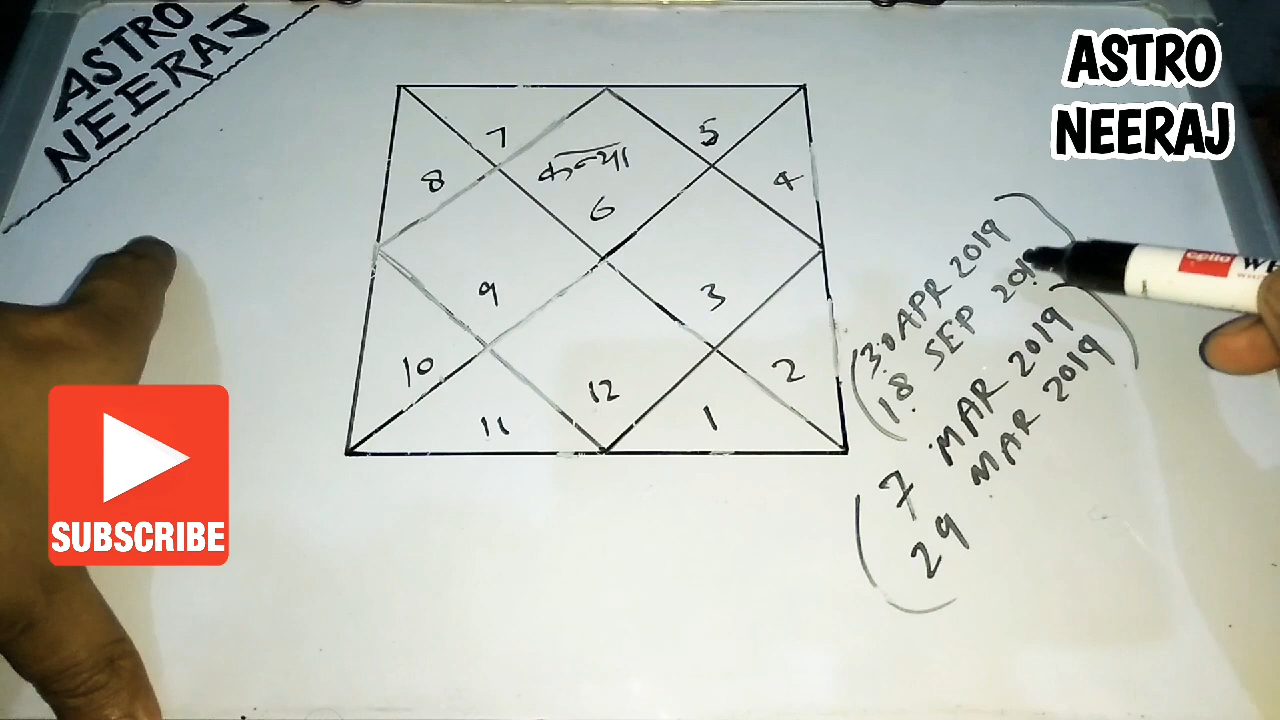 ASTRO
NEERAJ
ASTRO
NEERAJ
7
5
8
कन्या
4
6
9
3
10
12
2
11
1
(30 APR 2019
18 SEP 2019)
(7 MAR 2019
29 MAR 2019)
SUBSCRIBE